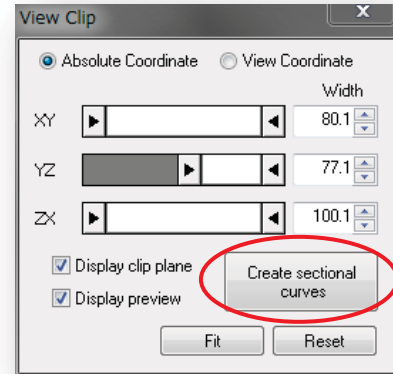 View Clip
Absolute Coordinate View Coordinate
Width
XY 80.1
YZ 77.1
ZX 100.1
Display clip plane
Display preview
Create sectional
curves
Fit Reset